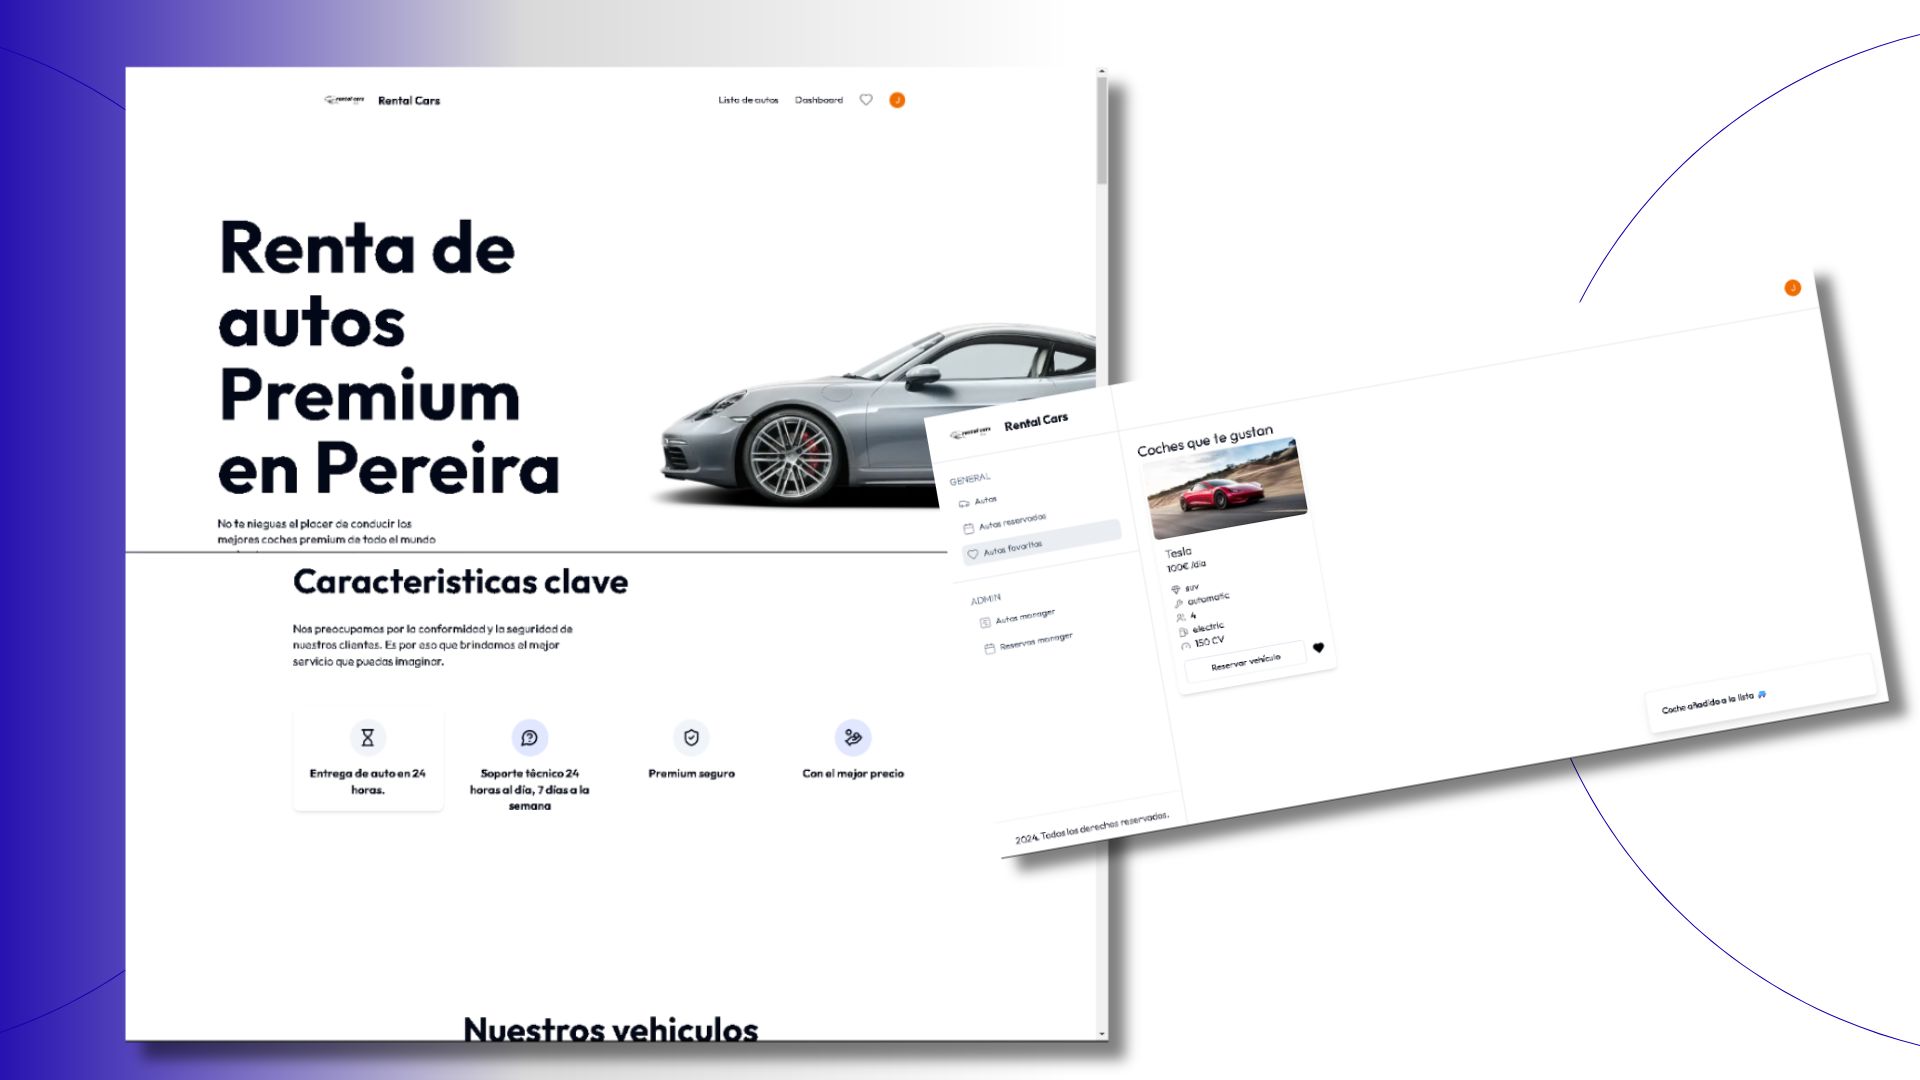 rental cars
Rental Cars
Lista de autos
Dashboard
J
Renta de
autos
Premium
en Pereira
No te niegues el placer de conducir los
mejores coches premium de todo el mundo
Caracteristicas clave
Nos preocupamos por la conformidad y la seguridad de
nuestros clientes. Es por eso que brindamos el mejor
servicio que puedas imaginar.
Entrega de auto en 24
horas.
Soporte técnico 24
horas al día, 7 días a la
semana
Premium seguro
Con el mejor precio
Nuestros vehiculos
rental cars
Rental Cars
J
GENERAL
Autos
Autos reservados
Autos favoritos
ADMIN
Autos manager
Reservas manager
2024. Todos los derechos reservados.
Coches que te gustan
Tesla
100€ /día
suv
automatic
4
electric
150 CV
Reservar vehículo
Coche añadido a la lista 🚙